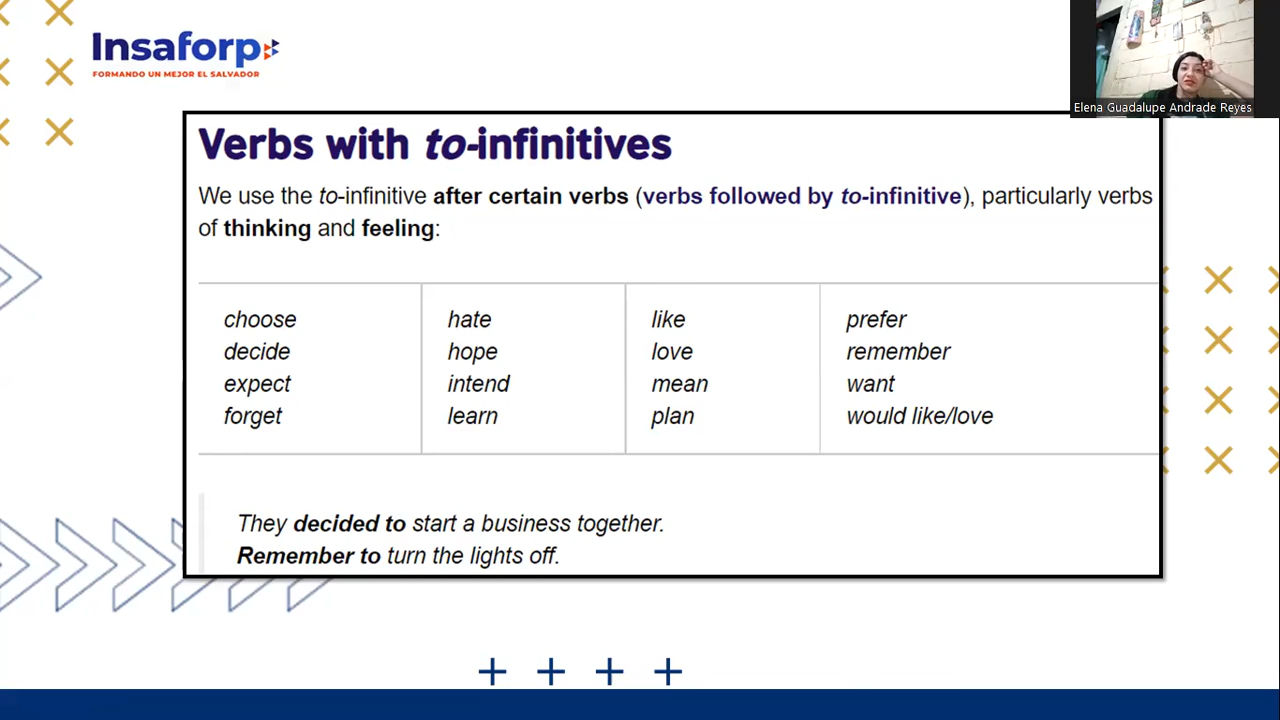 Insaforp
FORMANDO UN MEJOR EL SALVADOR
Elena Guadalupe Andrade Reyes
Verbs with to-infinitives
We use the to-infinitive after certain verbs (verbs followed by to-infinitive), particularly verbs
of thinking and feeling:
choose hate like prefer
decide hope love remember
expect intend mean want
forget learn plan would like/love
They decided to start a business together.
Remember to turn the lights off.